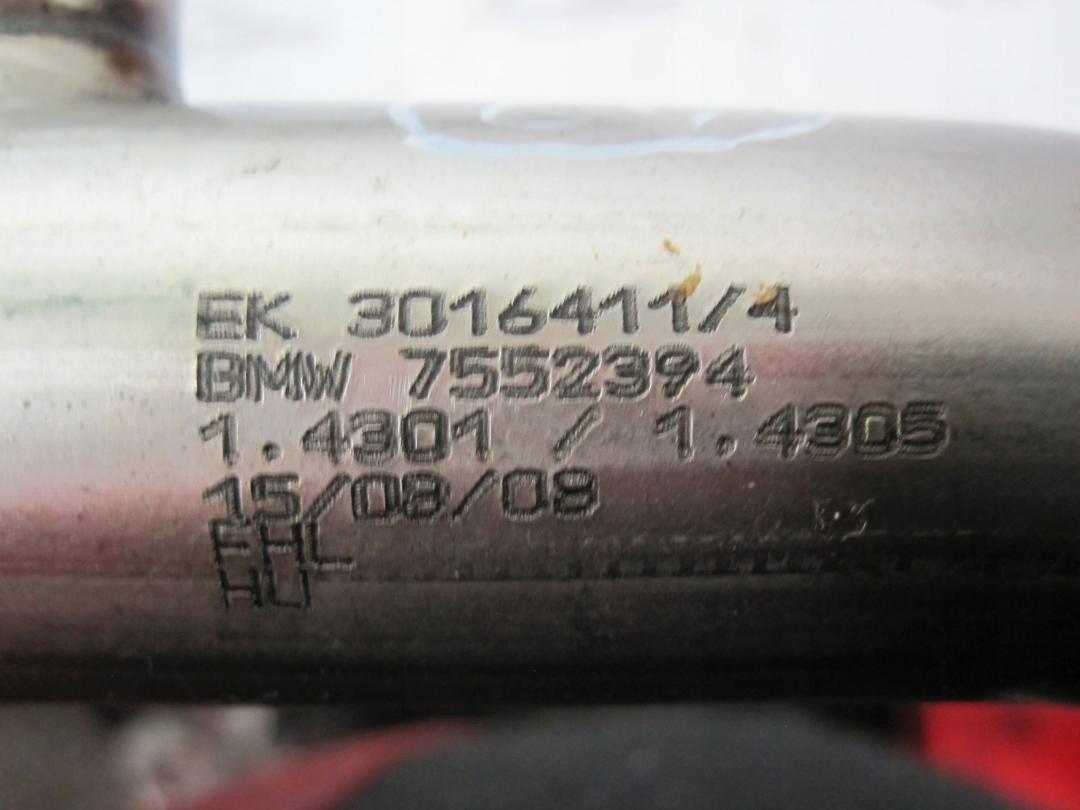 EK 3016411/4
BMW 7552394
1.4301 / 1.4305
15/08/08
EHL
HU